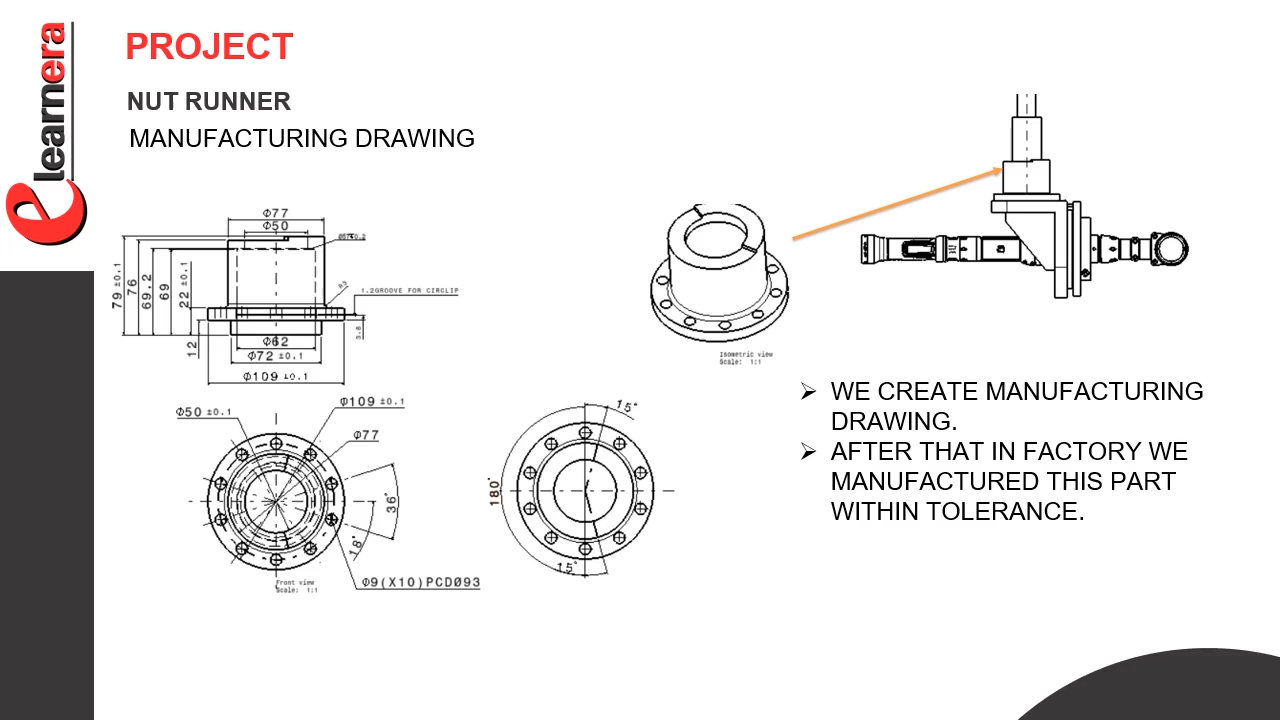 elearnera
PROJECT
NUT RUNNER
MANUFACTURING DRAWING
Φ77
Φ50
79 ±0.1
76
69.2
69
22 ±0.1
1.2GROOVE FOR CIRCLIP
12
3.8
Φ62
Φ72 ±0.1
Φ109 ±0.1
Isometric view
Scale: 1:1
WE CREATE MANUFACTURING
DRAWING.
AFTER THAT IN FACTORY WE
MANUFACTURED THIS PART
WITHIN TOLERANCE.
Φ50 ±0.1
Φ109 ±0.1
Φ77
36°
18°
Φ9(X10)PCDØ93
Front view
Scale: 1:1
15°
180°
15°